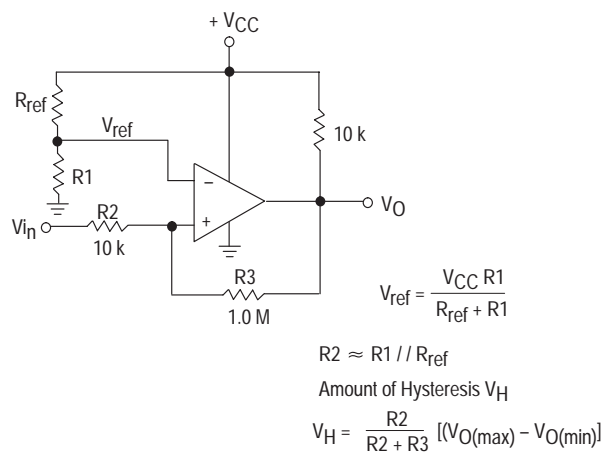 + VCC
Rref
Vref
10 k
R1
–
+
VO
Vin
R2
10 k
R3
1.0 M
Vref = VCC R1 / Rref + R1
R2 ≈ R1 // Rref
Amount of Hysteresis VH
VH = R2 / R2 + R3 [(VO(max) – VO(min)]